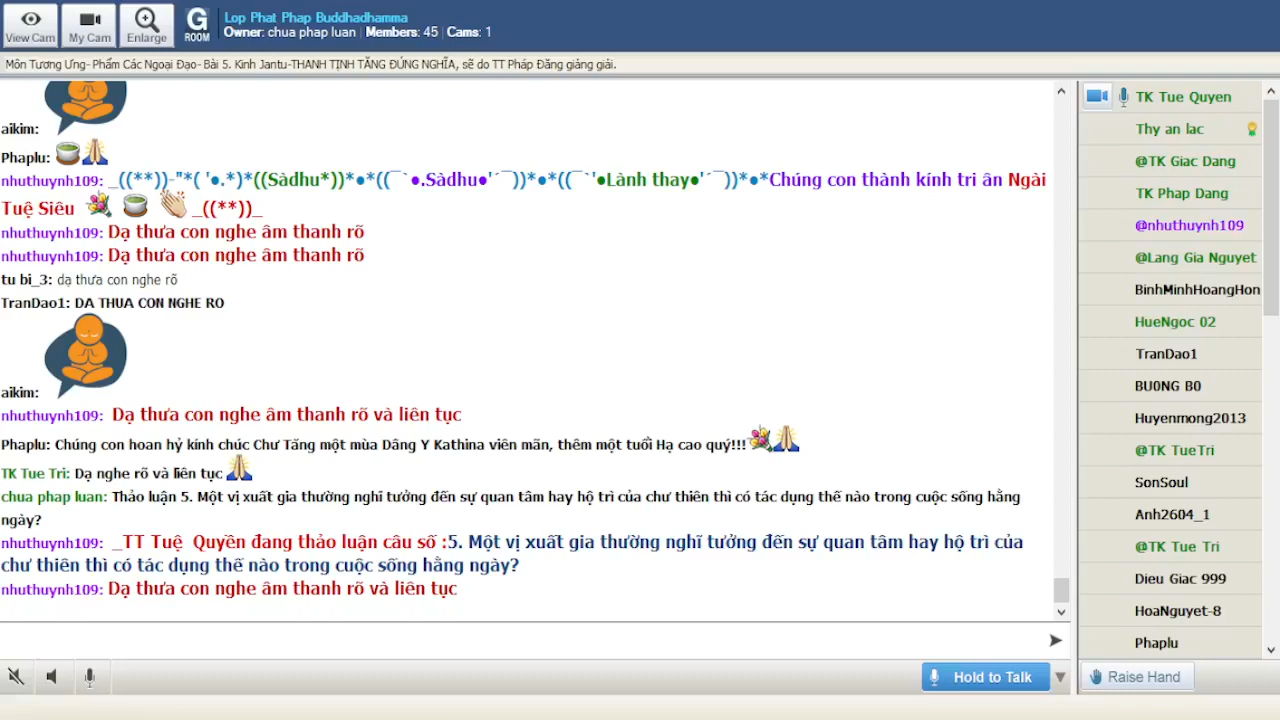 View Cam
My Cam
Enlarge
G
ROOM
Lop Phat Phap Buddhadhamma
Owner: chua phap luan | Members: 45 | Cams: 1
Môn Tương Ưng- Phẩm Các Ngoại Đạo- Bài 5. Kinh Jantu-THANH TỊNH TĂNG ĐÚNG NGHĨA, sẽ do TT Pháp Đăng giảng giải.
aikim:
Phaplu:
nhuthuynh109: _((**))-"*( '●.*)*((Sàdhu*))*●*((¯`●.Sàdhu●'´¯))*●*((¯`'●Lành thay●'´¯))*●*Chúng con thành kính tri ân Ngài
Tuệ Siêu _((**))_
nhuthuynh109: Dạ thưa con nghe âm thanh rõ
nhuthuynh109: Dạ thưa con nghe âm thanh rõ
tu bi_3: dạ thưa con nghe rõ
TranDao1: DA THUA CON NGHE RO
aikim:
nhuthuynh109: Dạ thưa con nghe âm thanh rõ và liên tục
Phaplu: Chúng con hoan hỷ kính chúc Chư Tăng một mùa Dâng Y Kathina viên mãn, thêm một tuổi Hạ cao quý!!!
TK Tue Tri: Dạ nghe rõ và liên tục
chua phap luan: Thảo luận 5. Một vị xuất gia thường nghĩ tưởng đến sự quan tâm hay hộ trì của chư thiên thì có tác dụng thế nào trong cuộc sống hằng
ngày?
nhuthuynh109: _TT Tuệ Quyền đang thảo luận câu số :5. Một vị xuất gia thường nghĩ tưởng đến sự quan tâm hay hộ trì của
chư thiên thì có tác dụng thế nào trong cuộc sống hằng ngày?
nhuthuynh109: Dạ thưa con nghe âm thanh rõ và liên tục
TK Tue Quyen
Thy an lac
@TK Giac Dang
TK Phap Dang
@nhuthuynh109
@Lang Gia Nguyet
BinhMinhHoangHon
HueNgoc 02
TranDao1
BU0NG B0
Huyenmong2013
@TK TueTri
SonSoul
Anh2604_1
@TK Tue Tri
Dieu Giac 999
HoaNguyet-8
Phaplu
Hold to Talk
Raise Hand